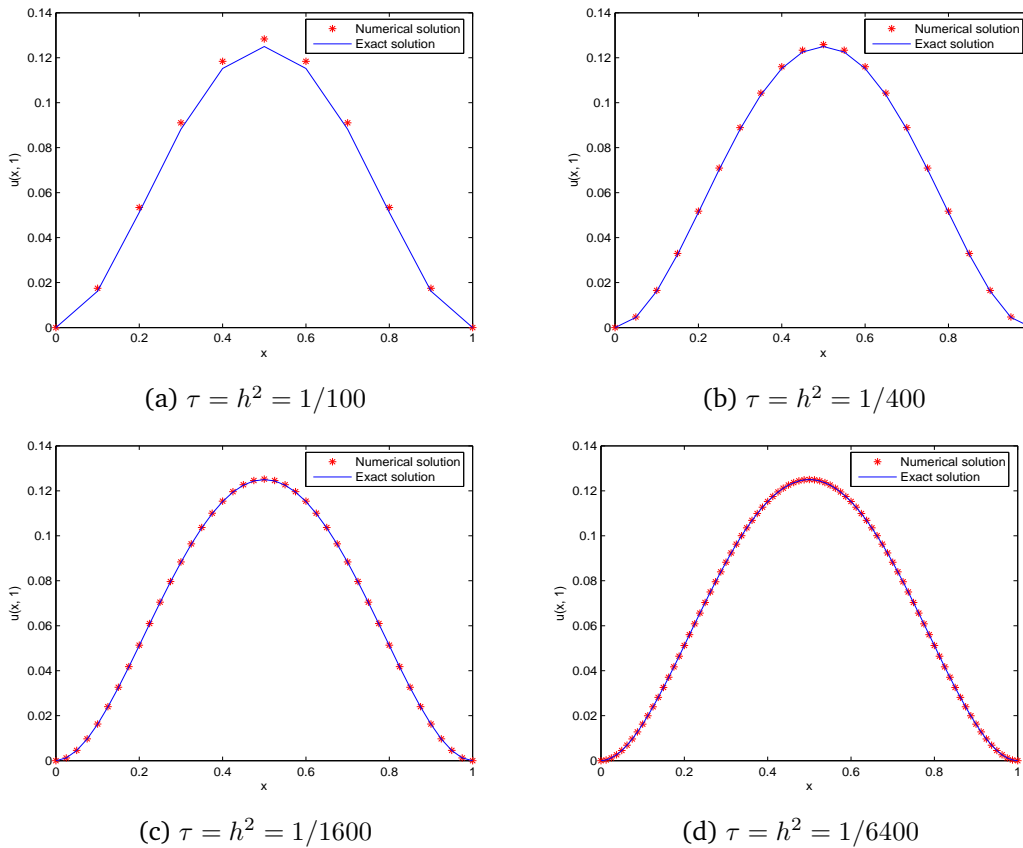 0.14
0.12
0.1
0.08
0.06
0.04
0.02
0
u(x, 1)
Numerical solution
Exact solution
0 0.2 0.4 0.6 0.8 1
x
(a) τ = h² = 1/100
0.14
0.12
0.1
0.08
0.06
0.04
0.02
0
u(x, 1)
Numerical solution
Exact solution
0 0.2 0.4 0.6 0.8
x
(b) τ = h² = 1/400
0.14
0.12
0.1
0.08
0.06
0.04
0.02
0
u(x, 1)
Numerical solution
Exact solution
0 0.2 0.4 0.6 0.8 1
x
(c) τ = h² = 1/1600
0.14
0.12
0.1
0.08
0.06
0.04
0.02
0
u(x, 1)
Numerical solution
Exact solution
0 0.2 0.4 0.6 0.8 1
x
(d) τ = h² = 1/6400